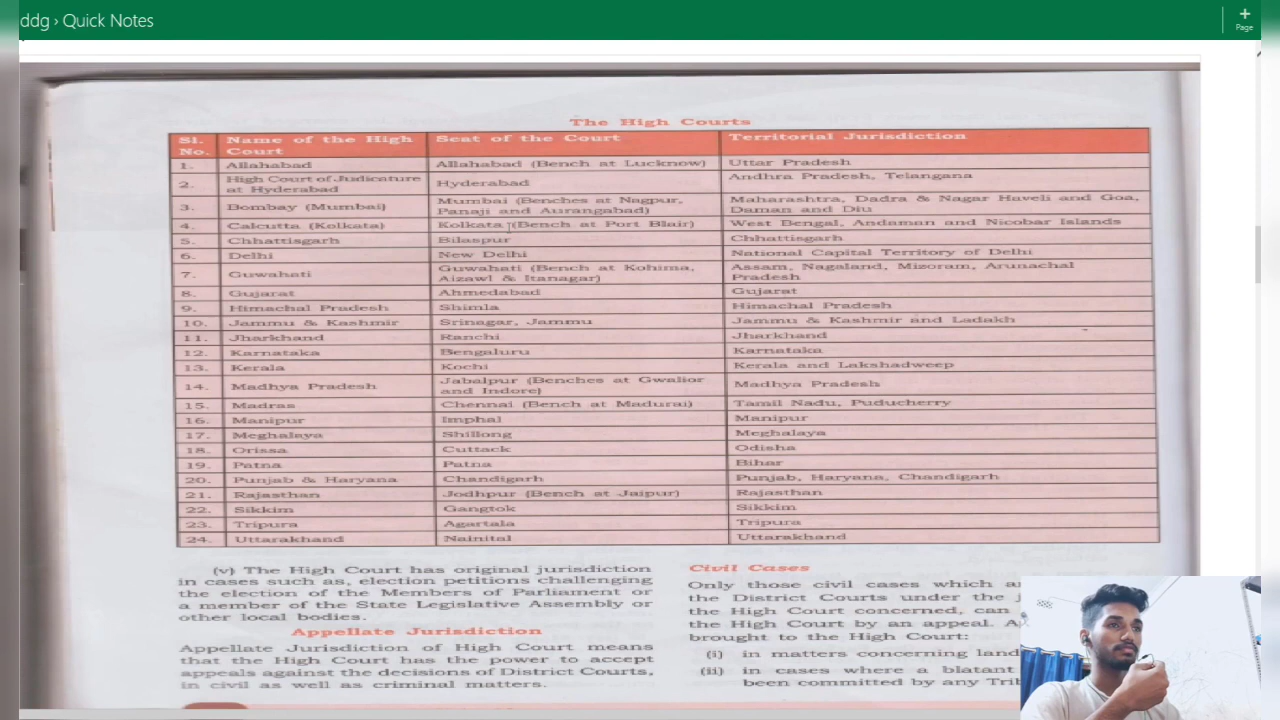 ddg › Quick Notes
+
Page
The High Courts
Sl. No. Name of the High Court Seat of the Court Territorial Jurisdiction
1. Allahabad Allahabad (Bench at Lucknow) Uttar Pradesh
2. High Court of Judicature at Hyderabad Hyderabad Andhra Pradesh, Telangana
3. Bombay (Mumbai) Mumbai (Benches at Nagpur, Panaji and Aurangabad) Maharashtra, Dadra & Nagar Haveli and Goa, Daman and Diu
4. Calcutta (Kolkata) Kolkata (Bench at Port Blair) West Bengal, Andaman and Nicobar Islands
5. Chhattisgarh Bilaspur Chhattisgarh
6. Delhi New Delhi National Capital Territory of Delhi
7. Guwahati Guwahati (Bench at Kohima, Aizawl & Itanagar) Assam, Nagaland, Mizoram, Arunachal Pradesh
8. Gujarat Ahmedabad Gujarat
9. Himachal Pradesh Shimla Himachal Pradesh
10. Jammu & Kashmir Srinagar, Jammu Jammu & Kashmir and Ladakh
11. Jharkhand Ranchi Jharkhand
12. Karnataka Bengaluru Karnataka
13. Kerala Kochi Kerala and Lakshadweep
14. Madhya Pradesh Jabalpur (Benches at Gwalior and Indore) Madhya Pradesh
15. Madras Chennai (Bench at Madurai) Tamil Nadu, Puducherry
16. Manipur Imphal Manipur
17. Meghalaya Shillong Meghalaya
18. Orissa Cuttack Odisha
19. Patna Patna Bihar
20. Punjab & Haryana Chandigarh Punjab, Haryana, Chandigarh
21. Rajasthan Jodhpur (Bench at Jaipur) Rajasthan
22. Sikkim Gangtok Sikkim
23. Tripura Agartala Tripura
24. Uttarakhand Nainital Uttarakhand
(v) The High Court has original jurisdiction
in cases such as, election petitions challenging
the election of the Members of Parliament or
a member of the State Legislative Assembly or
other local bodies.
Appellate Jurisdiction
Appellate Jurisdiction of High Court means
that the High Court has the power to accept
appeals against the decisions of District Courts,
in civil as well as criminal matters.
Civil Cases
Only those civil cases which
the District Courts under the
the High Court concerned, can
the High Court by an appeal.
brought to the High Court:
(i) in matters concerning land
(ii) in cases where a blatant
been committed by any